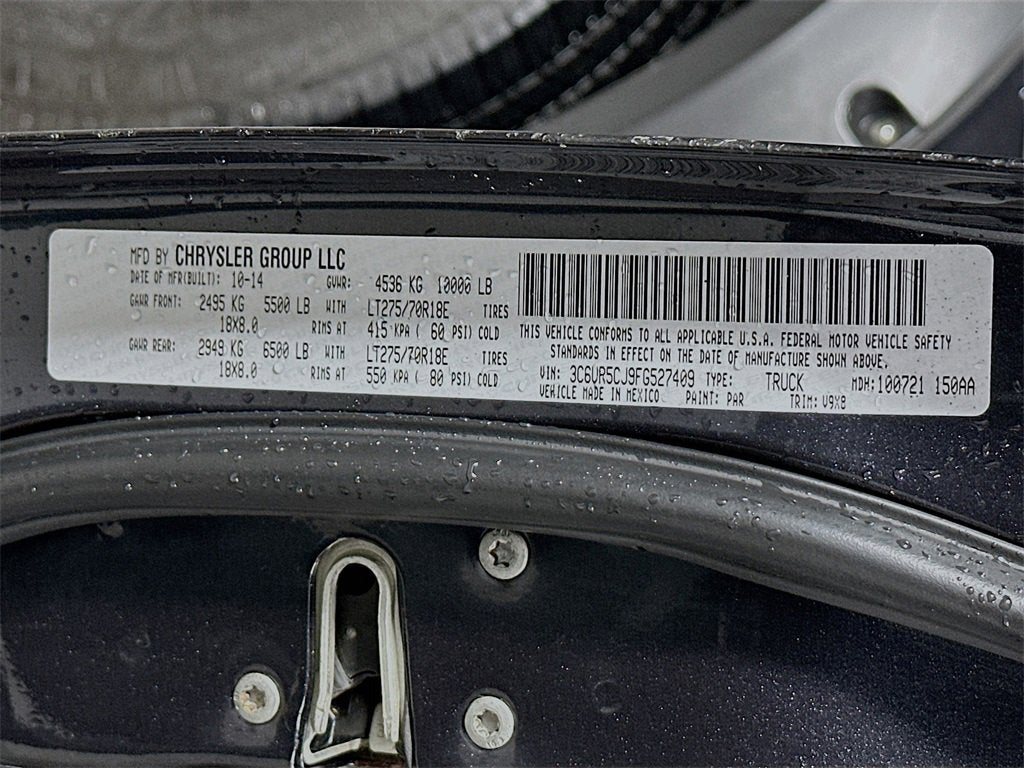 MFD BY CHRYSLER GROUP LLC
DATE OF MFR(BUILT): 10-14 GVWR: 4536 KG 10000 LB
GAWR FRONT: 2495 KG 5500 LB WITH LT275/70R18E TIRES
18X8.0 RIMS AT 415 KPA ( 60 PSI) COLD
GAWR REAR: 2949 KG 6500 LB WITH LT275/70R18E TIRES
18X8.0 RIMS AT 550 KPA ( 80 PSI) COLD
THIS VEHICLE CONFORMS TO ALL APPLICABLE U.S.A. FEDERAL MOTOR VEHICLE SAFETY
STANDARDS IN EFFECT ON THE DATE OF MANUFACTURE SHOWN ABOVE.
VIN: 3C6UR5CJ9FG527409 TYPE: TRUCK MDH: 100721 150AA
VEHICLE MADE IN MEXICO PAINT: PAR TRIM: V9X8